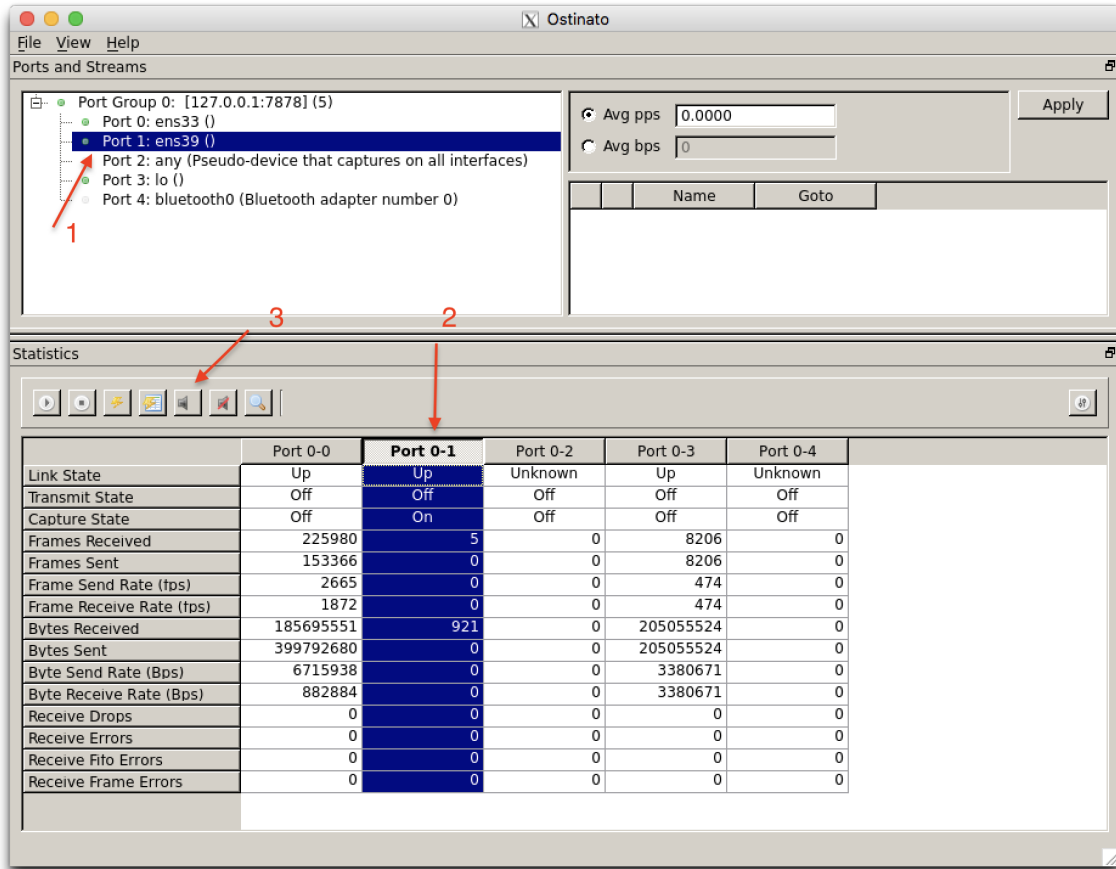 Ostinato
File View Help
Ports and Streams
Port Group 0: [127.0.0.1:7878] (5)
Port 0: ens33 ()
Port 1: ens39 ()
Port 2: any (Pseudo-device that captures on all interfaces)
Port 3: lo ()
Port 4: bluetooth0 (Bluetooth adapter number 0)
1
Avg pps 0.0000
Avg bps 0
Apply
Name Goto
3 2
Statistics
Port 0-0 Port 0-1 Port 0-2 Port 0-3 Port 0-4
Link State Up Up Unknown Up Unknown
Transmit State Off Off Off Off Off
Capture State Off On Off Off Off
Frames Received 225980 5 0 8206 0
Frames Sent 153366 0 0 8206 0
Frame Send Rate (fps) 2665 0 0 474 0
Frame Receive Rate (fps) 1872 0 0 474 0
Bytes Received 185695551 921 0 205055524 0
Bytes Sent 399792680 0 0 205055524 0
Byte Send Rate (Bps) 6715938 0 0 3380671 0
Byte Receive Rate (Bps) 882884 0 0 3380671 0
Receive Drops 0 0 0 0 0
Receive Errors 0 0 0 0 0
Receive Fifo Errors 0 0 0 0 0
Receive Frame Errors 0 0 0 0 0